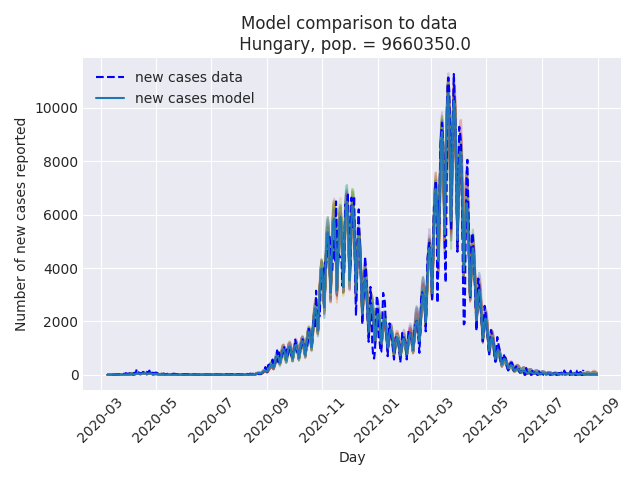 Model comparison to data
Hungary, pop. = 9660350.0
new cases data
new cases model
Number of new cases reported
10000
8000
6000
4000
2000
0
2020-03
2020-05
2020-07
2020-09
2020-11
2021-01
2021-03
2021-05
2021-07
2021-09
Day